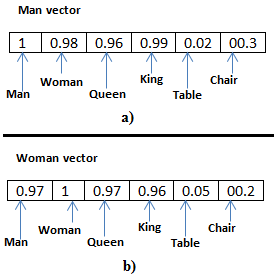 Man vector
1 0.98 0.96 0.99 0.02 00.3
Man Woman Queen King Table Chair
a)
Woman vector
0.97 1 0.97 0.96 0.05 00.2
Man Woman Queen King Table Chair
b)